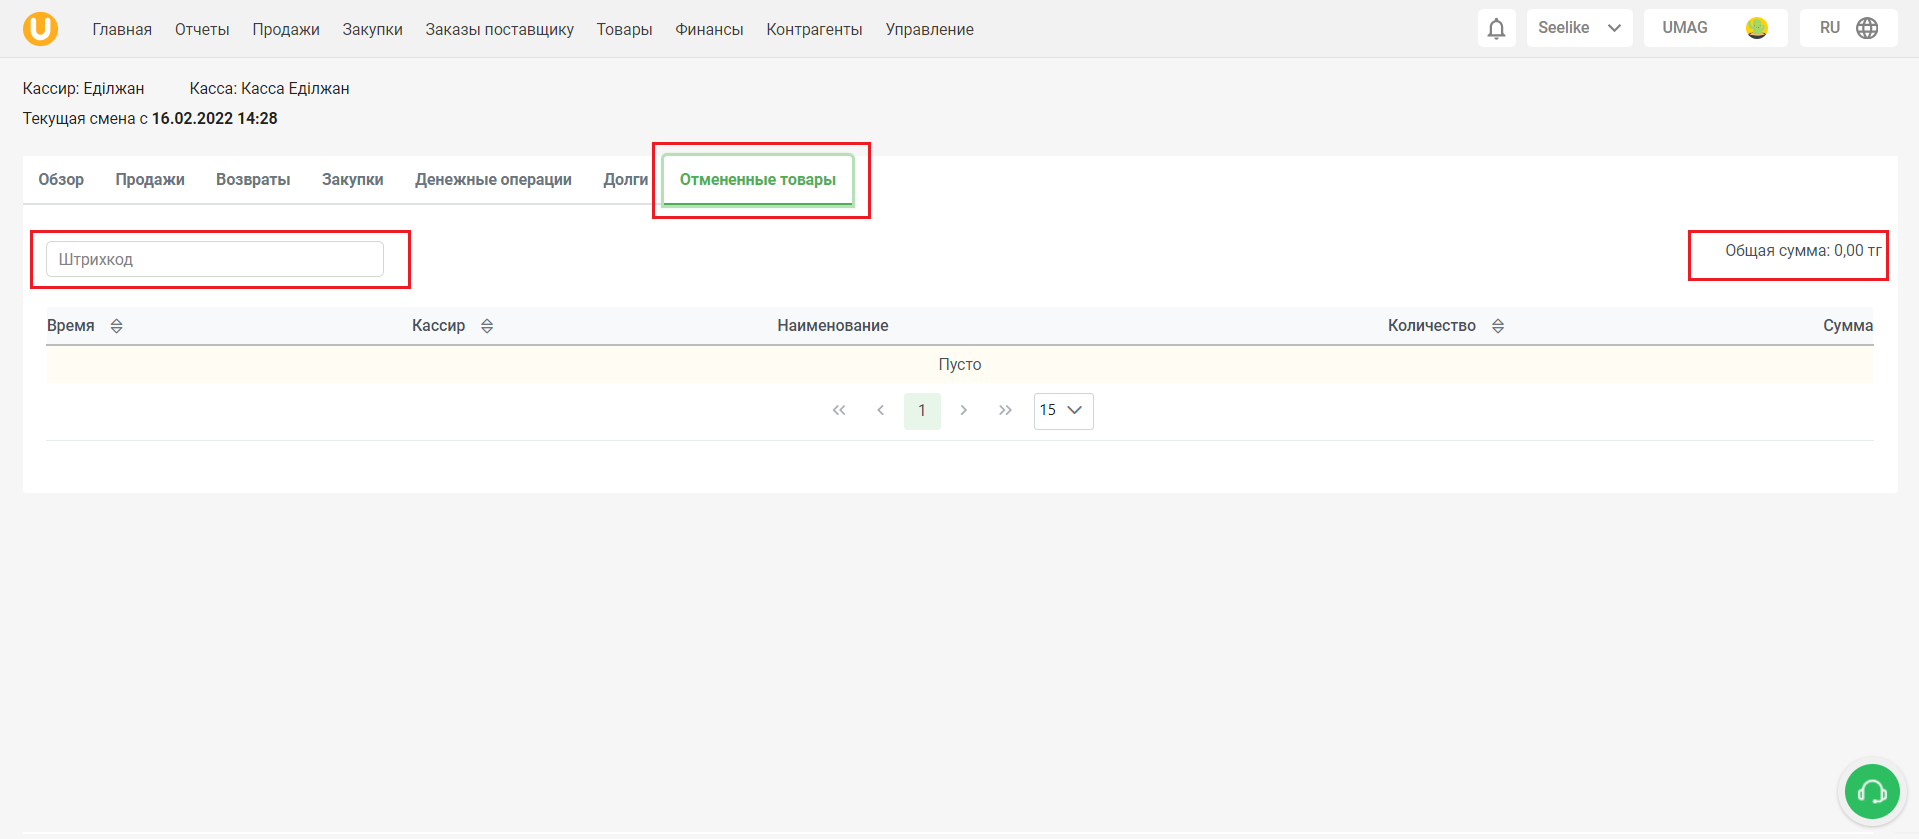 U Главная Отчеты Продажи Закупки Заказы поставщику Товары Финансы Контрагенты Управление Seelike UMAG RU
Кассир: Еділжан Касса: Касса Еділжан
Текущая смена с 16.02.2022 14:28
Обзор Продажи Возвраты Закупки Денежные операции Долги Отмененные товары
Штрихкод Общая сумма: 0,00 тг
Время Кассир Наименование Количество Сумма
Пусто
1 15